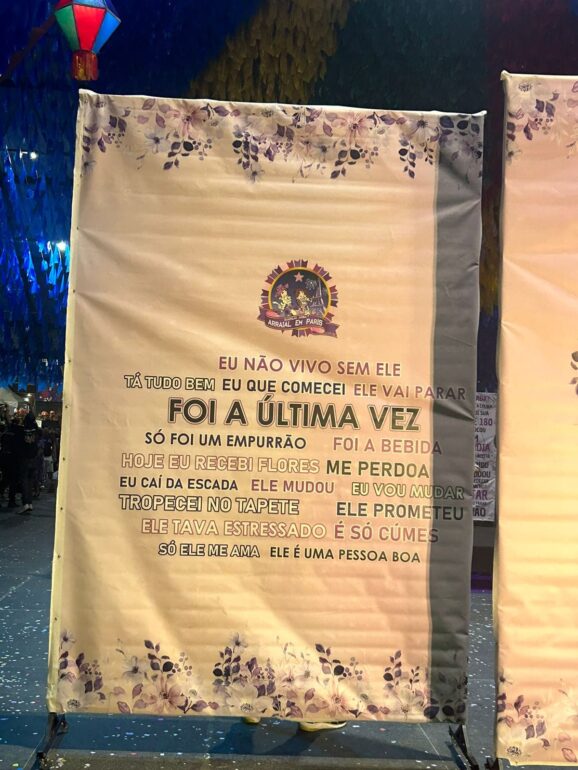 ARRAIAL EM PARIS
EU NÃO VIVO SEM ELE
TÁ TUDO BEM EU QUE COMECEI ELE VAI PARAR
FOI A ÚLTIMA VEZ
SÓ FOI UM EMPURRÃO FOI A BEBIDA
HOJE EU RECEBI FLORES ME PERDOA
EU CAÍ DA ESCADA ELE MUDOU EU VOU MUDAR
TROPECEI NO TAPETE ELE PROMETEU
ELE TAVA ESTRESSADO É SÓ CÚMES
SÓ ELE ME AMA ELE É UMA PESSOA BOA
180